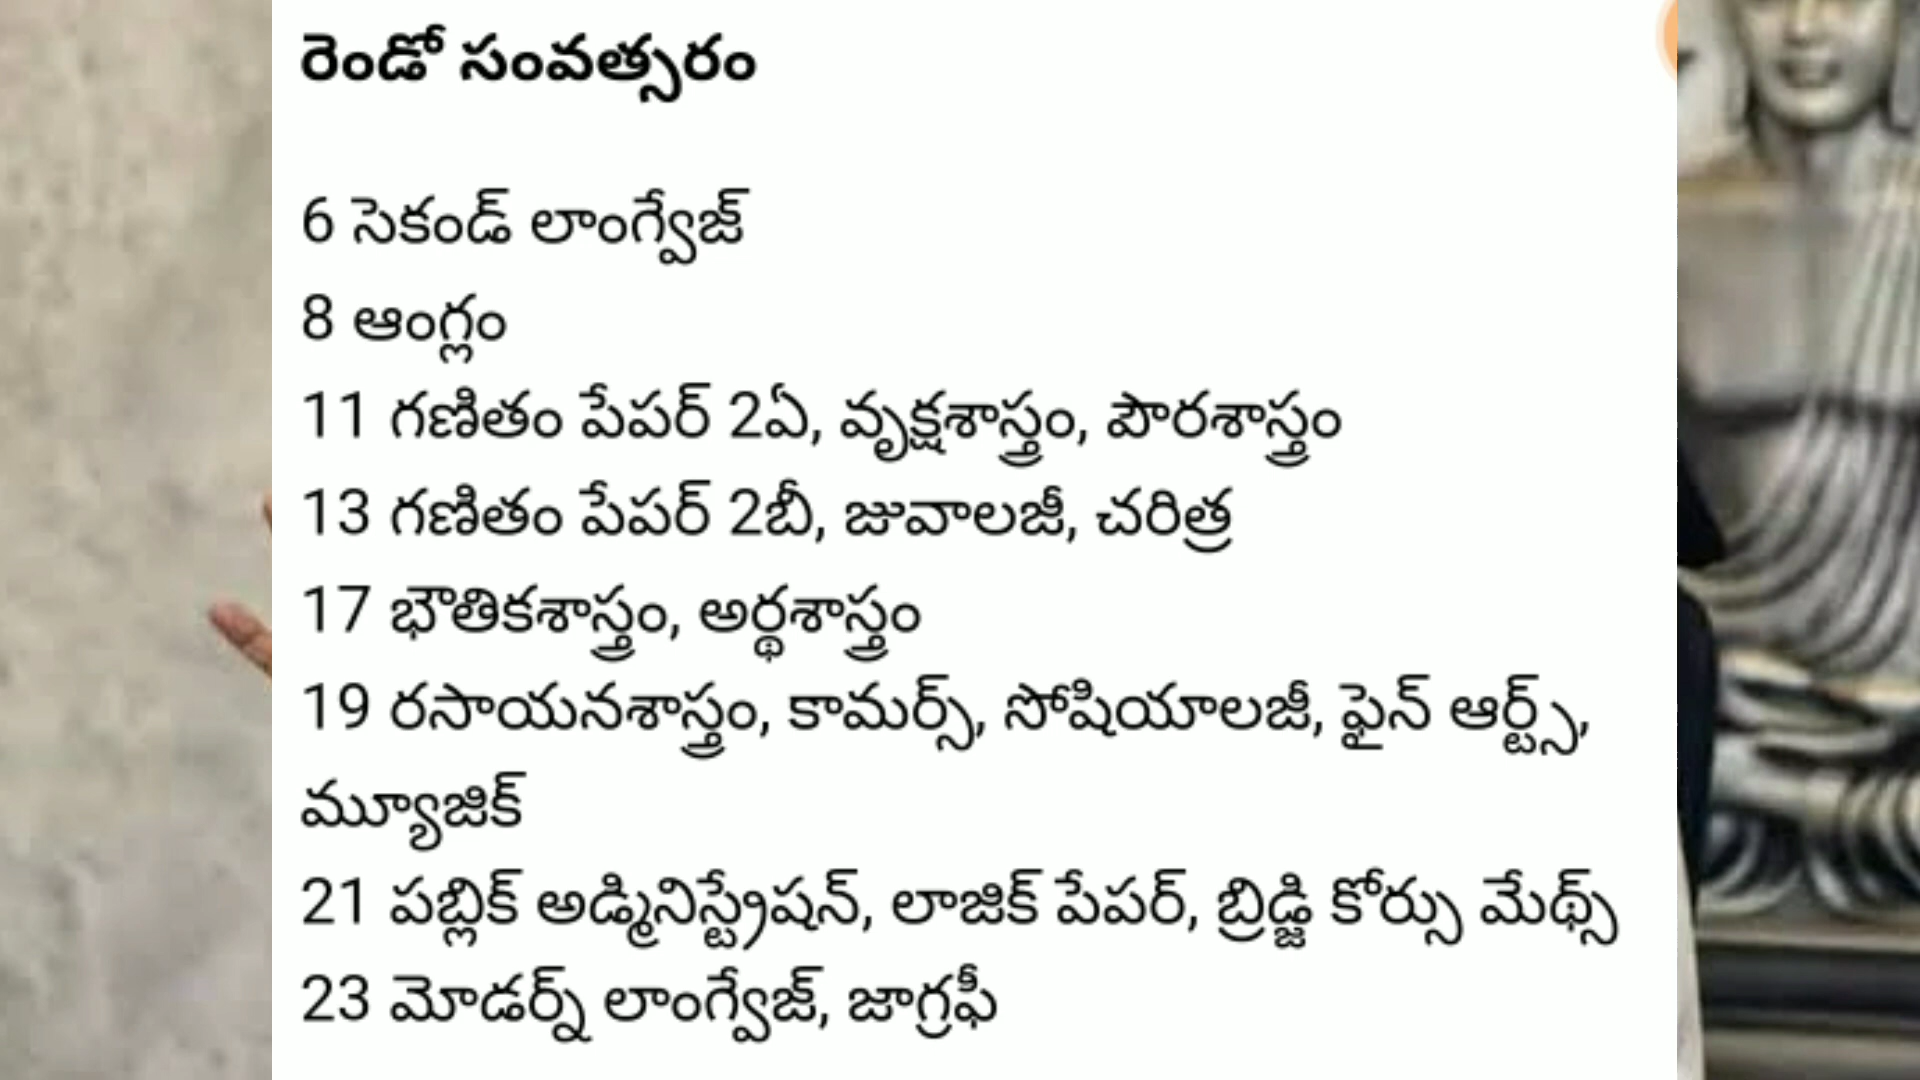 రెండో సంవత్సరం
6 సెకండ్ లాంగ్వేజ్
8 ఆంగ్లం
11 గణితం పేపర్ 2ఏ, వృక్షశాస్త్రం, పౌరశాస్త్రం
13 గణితం పేపర్ 2బీ, జువాలజీ, చరిత్ర
17 భౌతికశాస్త్రం, అర్థశాస్త్రం
19 రసాయనశాస్త్రం, కామర్స్, సోషియాలజీ, ఫైన్ ఆర్ట్స్,
మ్యూజిక్
21 పబ్లిక్ అడ్మినిస్ట్రేషన్, లాజిక్ పేపర్, బ్రిడ్జి కోర్సు మేథ్స్
23 మోడర్న్ లాంగ్వేజ్, జాగ్రఫీ